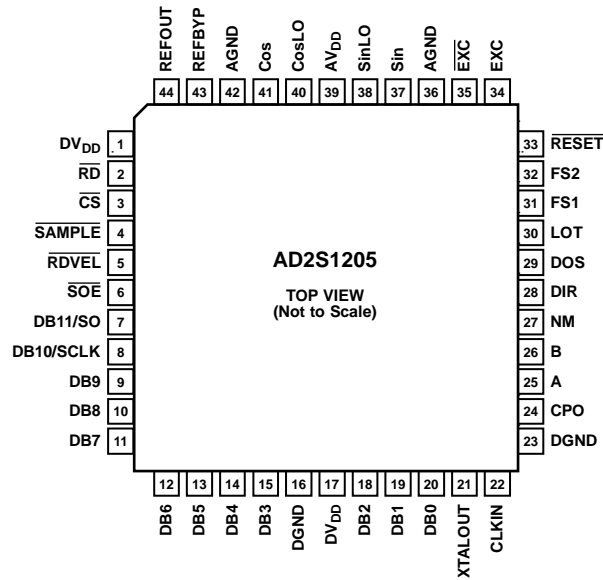 REFOUT
REFBYP
AGND
Cos
CosLO
AVDD
SinLO
Sin
AGND
EXC
EXC
44
43
42
41
40
39
38
37
36
35
34
DVDD 1
RD 2
CS 3
SAMPLE 4
RDVEL 5
SOE 6
DB11/SO 7
DB10/SCLK 8
DB9 9
DB8 10
DB7 11
AD2S1205
TOP VIEW
(Not to Scale)
33 RESET
32 FS2
31 FS1
30 LOT
29 DOS
28 DIR
27 NM
26 B
25 A
24 CPO
23 DGND
12
13
14
15
16
17
18
19
20
21
22
DB6
DB5
DB4
DB3
DGND
DVDD
DB2
DB1
DB0
XTALOUT
CLKIN